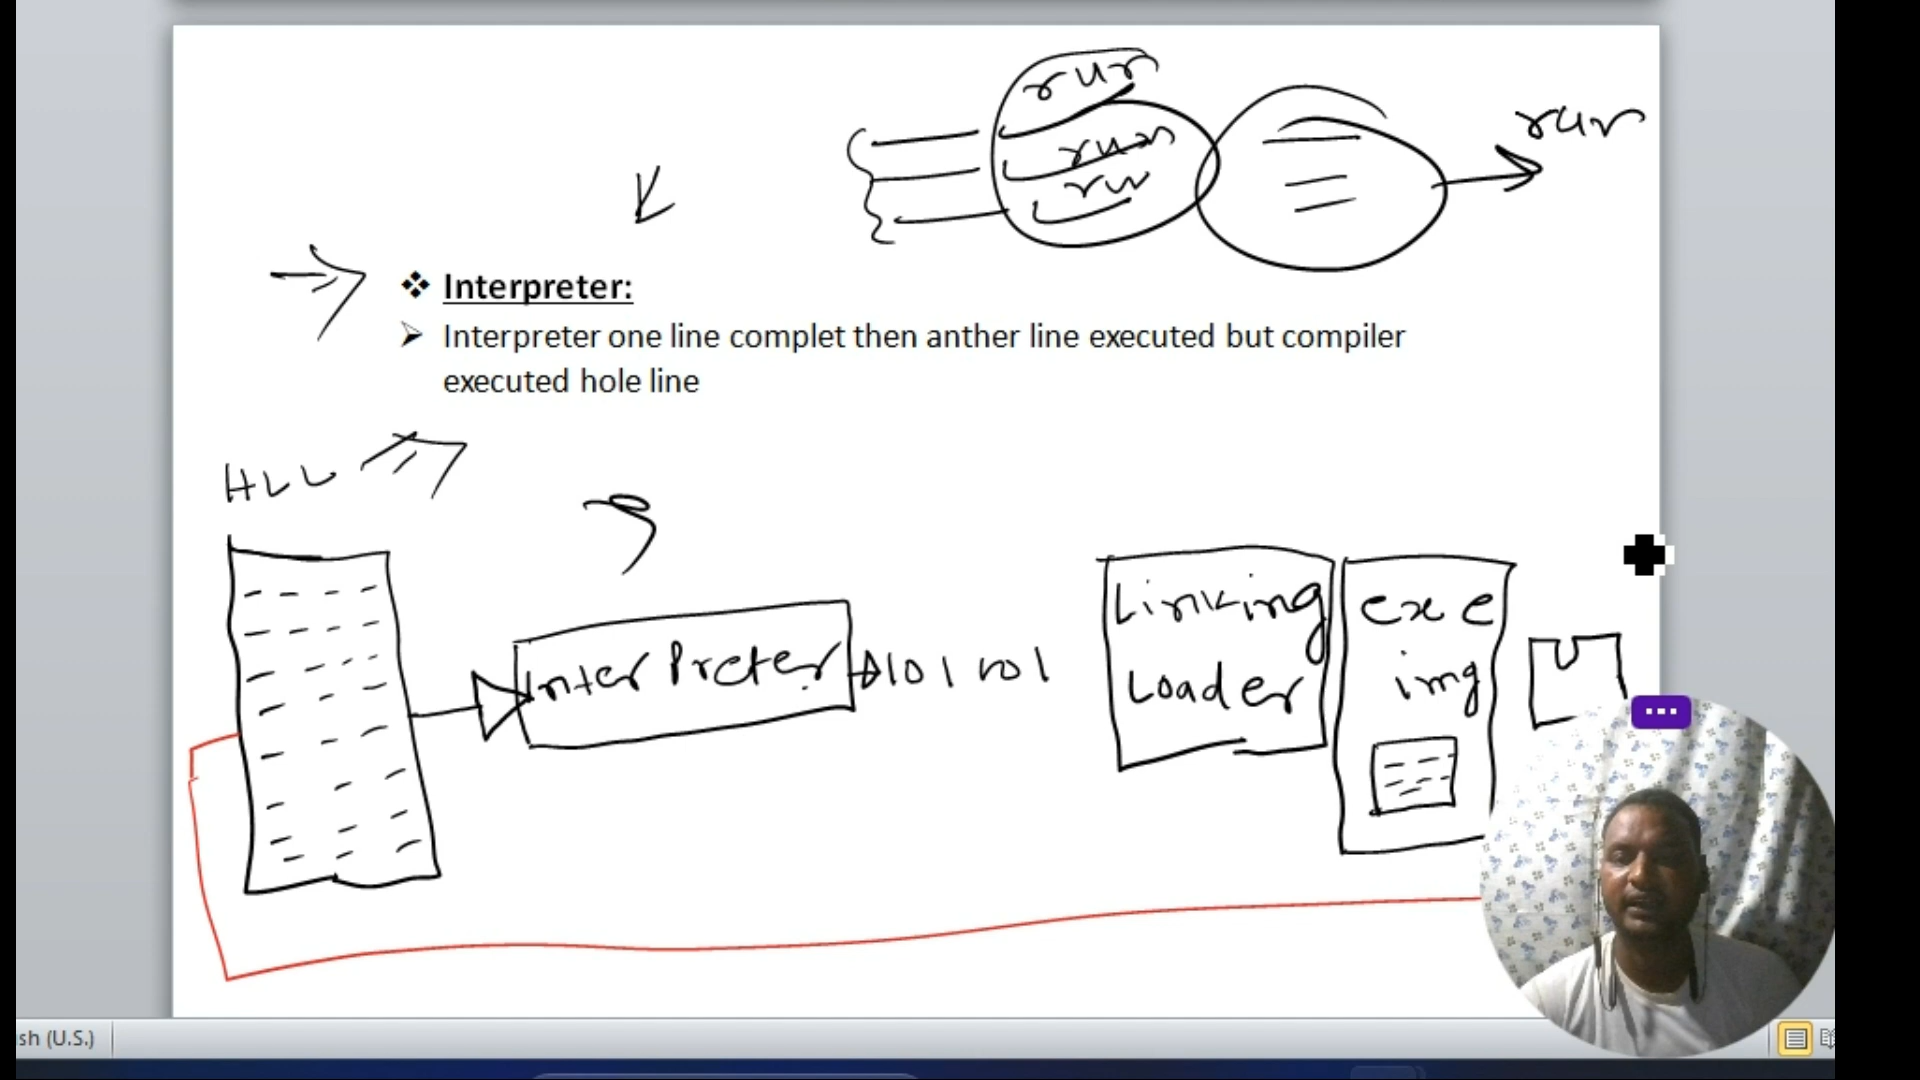 run
run
run
❖ Interpreter:
➢ Interpreter one line complet then anther line executed but compiler
executed hole line
HLL
InterPreter
101101
Linking
Loader
exe
img
sh (U.S.)